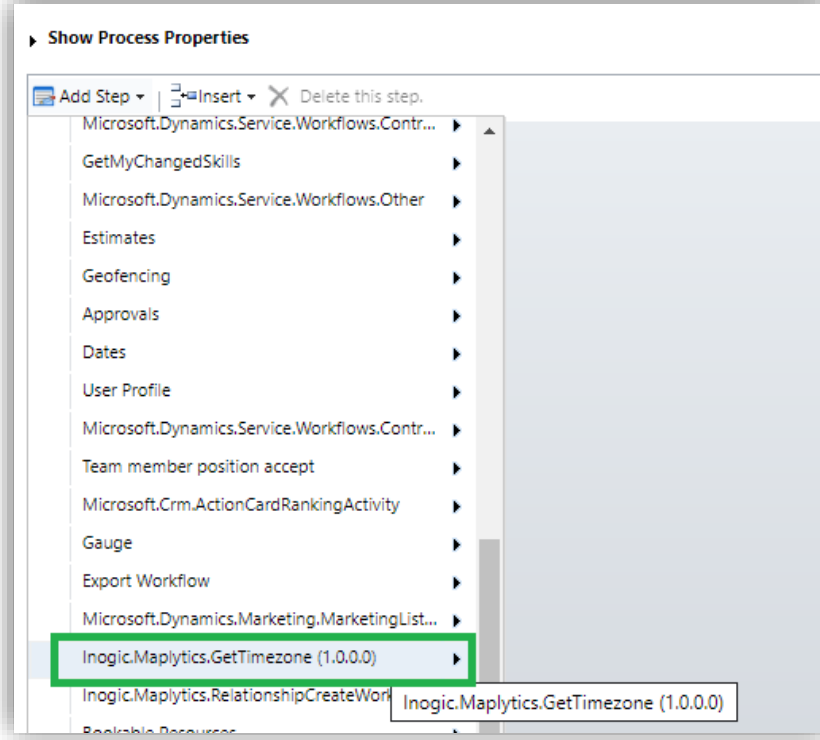 Show Process Properties
Add Step Insert Delete this step.
Microsoft.Dynamics.Service.Workflows.Contr...
GetMyChangedSkills
Microsoft.Dynamics.Service.Workflows.Other
Estimates
Geofencing
Approvals
Dates
User Profile
Microsoft.Dynamics.Service.Workflows.Contr...
Team member position accept
Microsoft.Crm.ActionCardRankingActivity
Gauge
Export Workflow
Microsoft.Dynamics.Marketing.MarketingList...
Inogic.Maplytics.GetTimezone (1.0.0.0)
Inogic.Maplytics.RelationshipCreateWork
Inogic.Maplytics.GetTimezone (1.0.0.0)
Bookable Resources